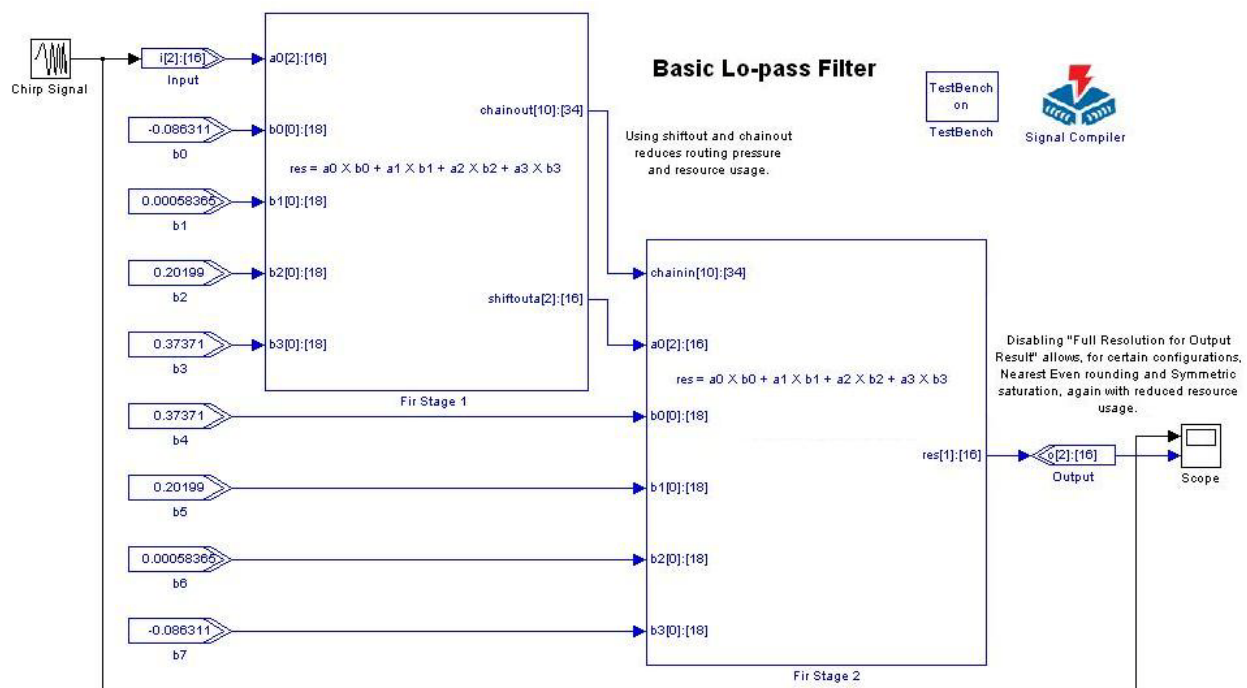 Chirp Signal
i[2]:[16]
Input
-0.086311
b0
0.00058365
b1
0.20199
b2
0.37371
b3
0.37371
b4
0.20199
b5
0.00058365
b6
-0.086311
b7
a0[2]:[16]
chainout[10]:[34]
b0[0]:[18]
res = a0 X b0 + a1 X b1 + a2 X b2 + a3 X b3
b1[0]:[18]
b2[0]:[18]
shiftouta[2]:[16]
b3[0]:[18]
Fir Stage 1
Basic Lo-pass Filter
Using shiftout and chainout
reduces routing pressure
and resource usage.
TestBench
on
TestBench
Signal Compiler
chainin[10]:[34]
a0[2]:[16]
res = a0 X b0 + a1 X b1 + a2 X b2 + a3 X b3
b0[0]:[18]
res[1]:[16]
b1[0]:[18]
b2[0]:[18]
b3[0]:[18]
Fir Stage 2
Disabling "Full Resolution for Output
Result" allows, for certain configurations,
Nearest Even rounding and Symmetric
saturation, again with reduced resource
usage.
o[2]:[16]
Output
Scope